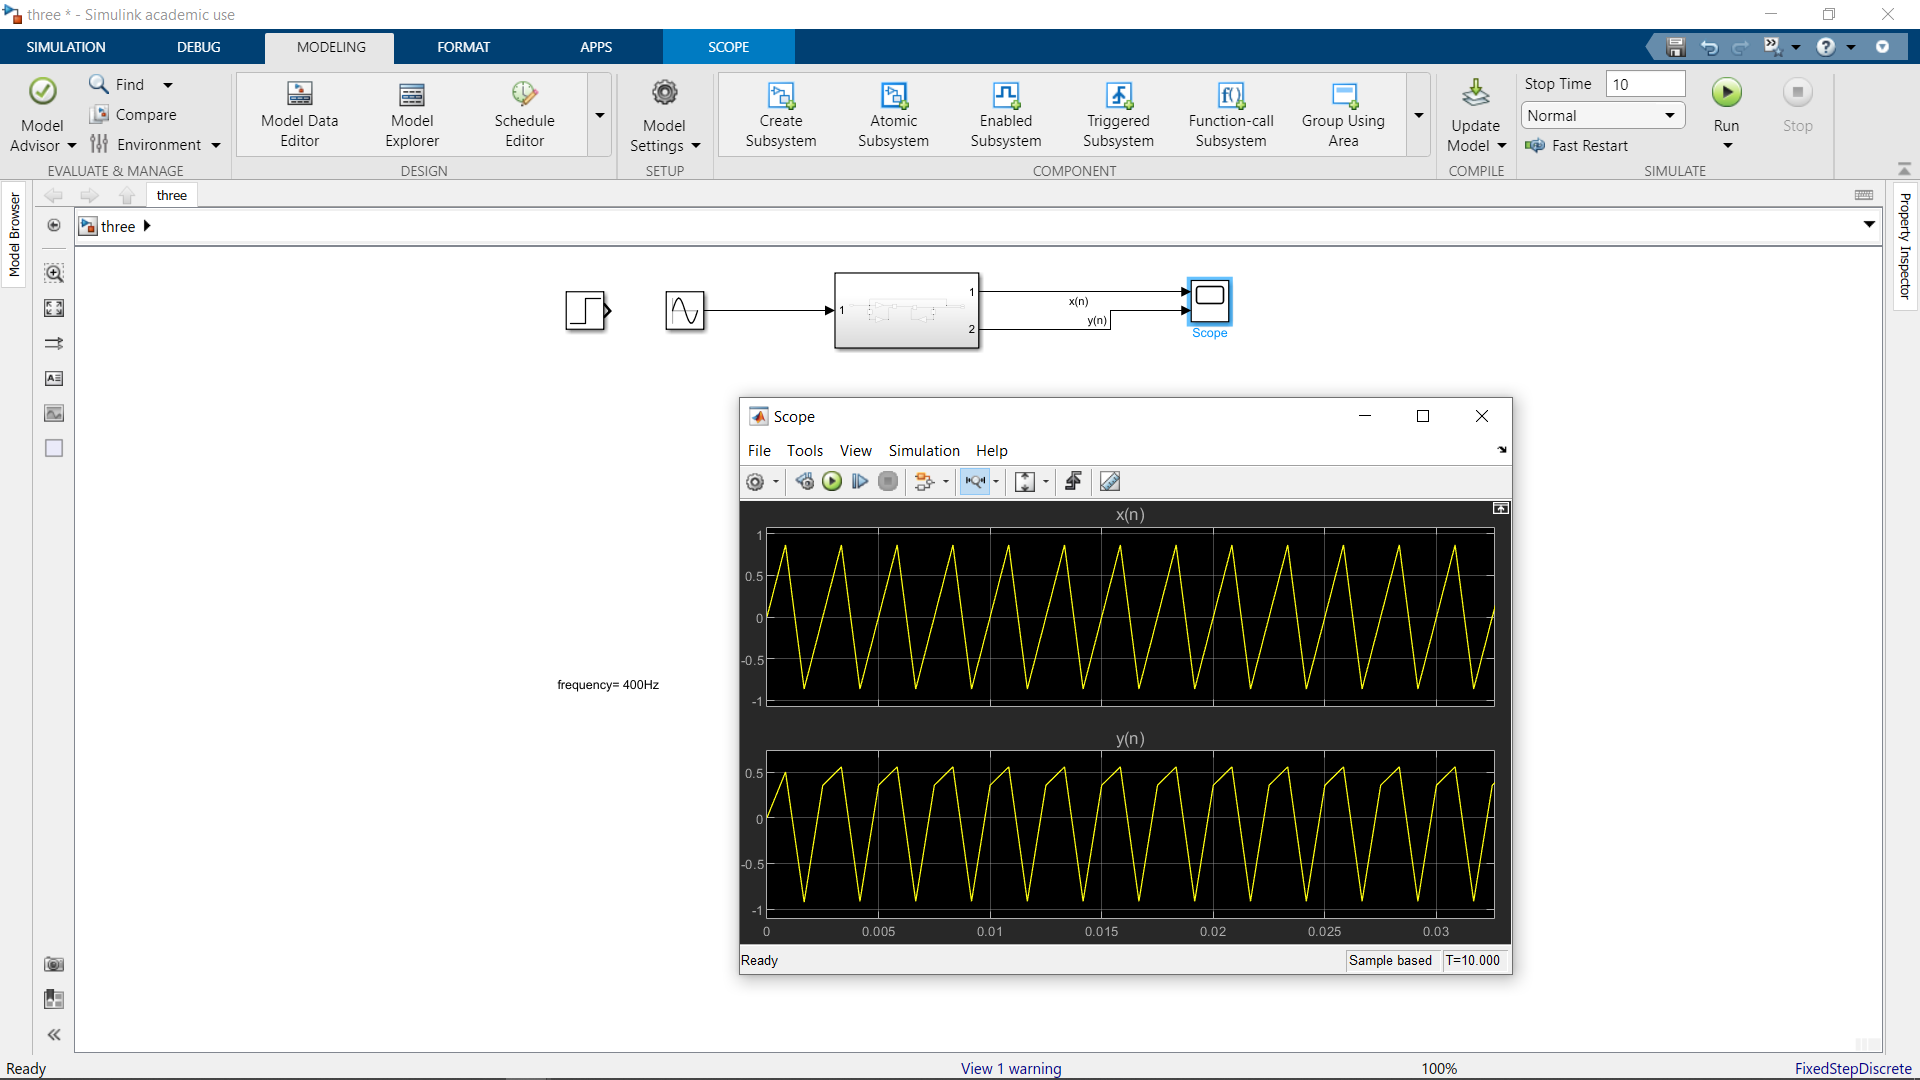 three * - Simulink academic use
SIMULATION DEBUG MODELING FORMAT APPS SCOPE
Model Advisor
Find
Compare
Environment
EVALUATE & MANAGE
Model Data Editor
Model Explorer
Schedule Editor
DESIGN
Model Settings
SETUP
Create Subsystem
Atomic Subsystem
Enabled Subsystem
Triggered Subsystem
Function-call Subsystem
Group Using Area
COMPONENT
Update Model
COMPILE
Stop Time 10
Normal
Fast Restart
Run
Stop
SIMULATE
three
Model Browser
three
Property Inspector
1
1
2
x(n)
y(n)
Scope
frequency= 400Hz
Scope
File Tools View Simulation Help
x(n)
1
0.5
0
-0.5
-1
y(n)
0.5
0
-0.5
-1
0 0.005 0.01 0.015 0.02 0.025 0.03
Ready Sample based T=10.000
Ready View 1 warning 100% FixedStepDiscrete